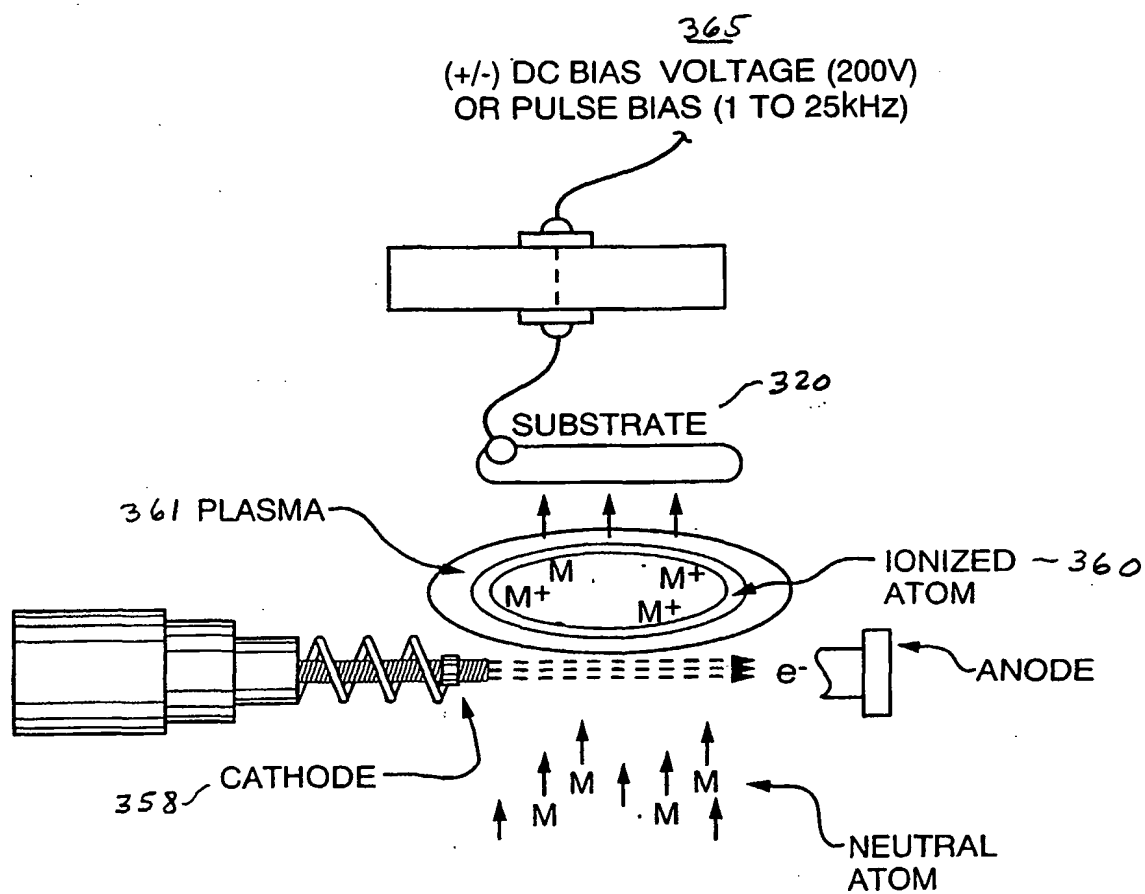 365
(+/-) DC BIAS VOLTAGE (200V)
OR PULSE BIAS (1 TO 25kHz)
320
SUBSTRATE
361 PLASMA
IONIZED ~360
ATOM
M
M+
M+
M+
e-
ANODE
CATHODE
358
M
M
M
M
NEUTRAL
ATOM